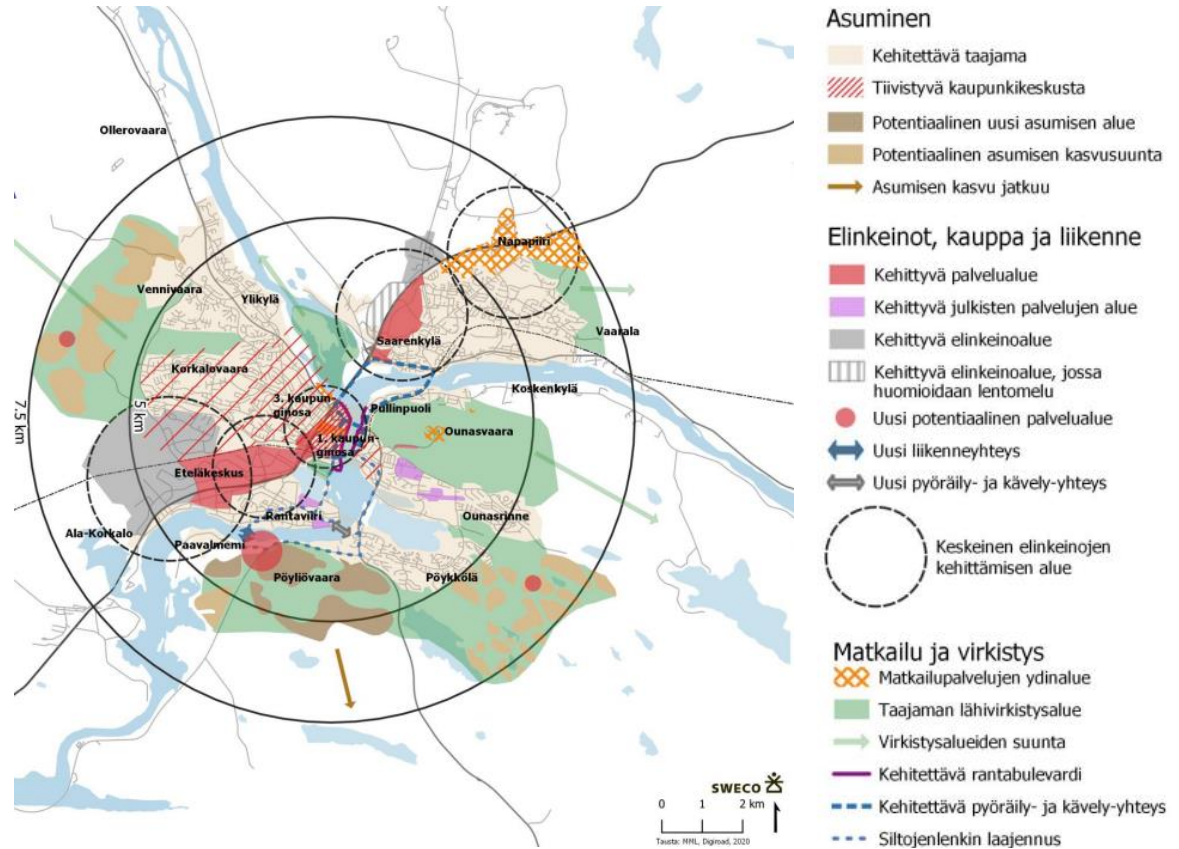 Ollerovaara
Napapiiri
Vennivaara
Ylikylä
Vaarala
Saarenkylä
Korkalovaara
Koskenkylä
7,5 km
5 km
3. kaupun-
ginosa
Pullinpuoli
Ounasvaara
1. kaupun-
ginosa
Eteläkeskus
Rantaviiri
Ounasrinne
Ala-Korkalo
Paavalniemi
Pöyliövaara
Pöykkölä
SWECO
0 1 2 km
Tausta: MML, Digiroad, 2020
Asuminen
Kehitettävä taajama
Tiivistyvä kaupunkikeskusta
Potentiaalinen uusi asumisen alue
Potentiaalinen asumisen kasvusuunta
Asumisen kasvu jatkuu
Elinkeinot, kauppa ja liikenne
Kehittyvä palvelualue
Kehittyvä julkisten palvelujen alue
Kehittyvä elinkeinoalue
Kehittyvä elinkeinoalue, jossa
huomioidaan lentomelu
Uusi potentiaalinen palvelualue
Uusi liikenneyhteys
Uusi pyöräily- ja kävely-yhteys
Keskeinen elinkeinojen
kehittämisen alue
Matkailu ja virkistys
Matkailupalvelujen ydinalue
Taajaman lähivirkistysalue
Virkistysalueiden suunta
Kehitettävä rantabulevardi
Kehitettävä pyöräily- ja kävely-yhteys
Siltojenlenkin laajennus